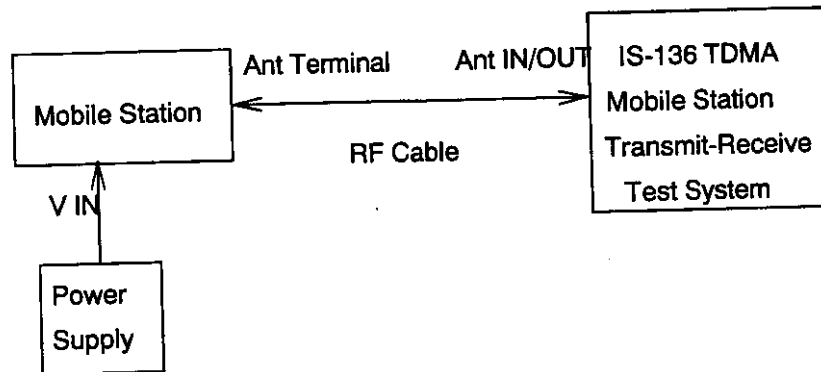 Ant Terminal
Ant IN/OUT
IS-136 TDMA
Mobile Station
Transmit-Receive
Test System
Mobile Station
RF Cable
V IN
Power
Supply